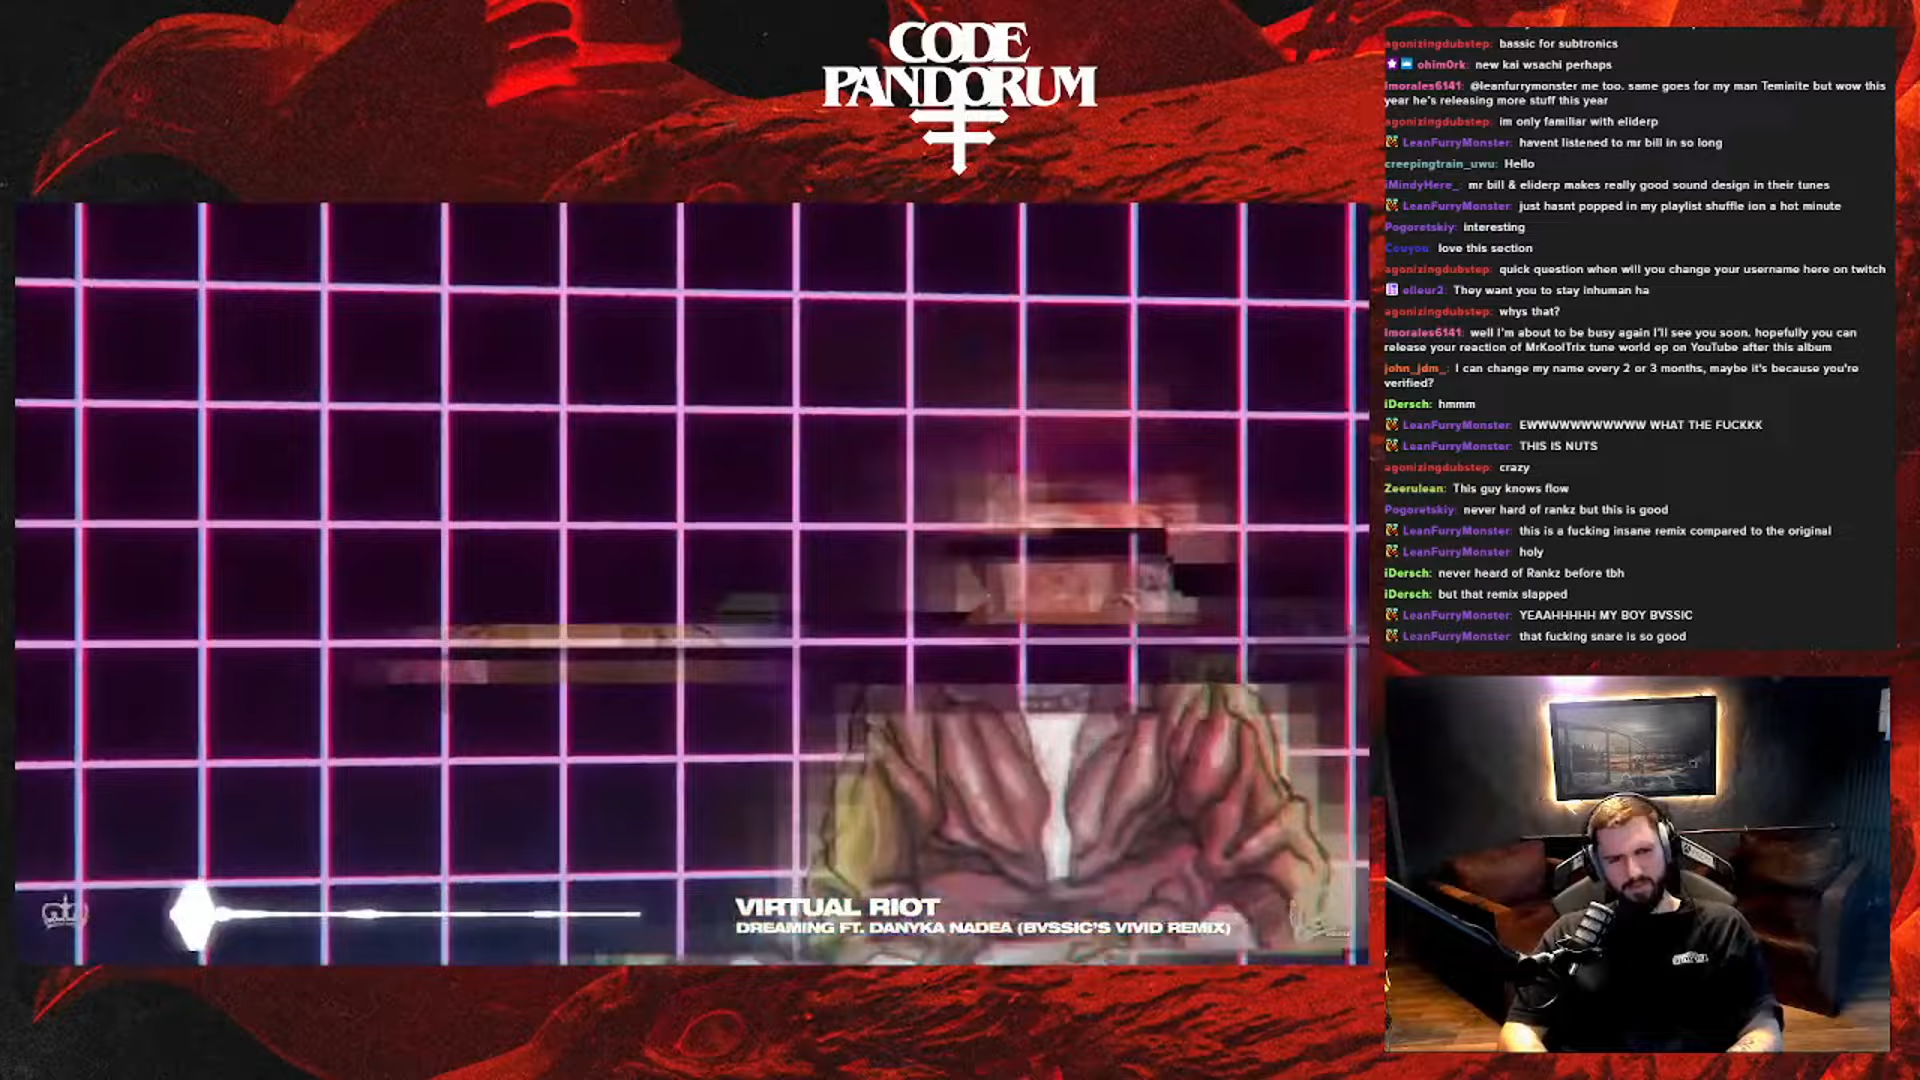 CODE
PANDORUM
agonizingdubstep: bassic for subtronics
ohim0rk: new kai wsachi perhaps
lmorales6141: @leanfurrymonster me too. same goes for my man Teminite but wow this
year he's releasing more stuff this year
agonizingdubstep: im only familiar with eliderp
LeanFurryMonster: havent listened to mr bill in so long
creepingtrain_uwu: Hello
iMindyHere_: mr bill & eliderp makes really good sound design in their tunes
LeanFurryMonster: just hasnt popped in my playlist shuffle ion a hot minute
Pogoretskiy: interesting
Couyou: love this section
agonizingdubstep: quick question when will you change your username here on twitch
elleur2: They want you to stay inhuman ha
agonizingdubstep: whys that?
lmorales6141: well I'm about to be busy again I'll see you soon. hopefully you can
release your reaction of MrKoolTrix tune world ep on YouTube after this album
john_jdm_: I can change my name every 2 or 3 months, maybe it's because you're
verified?
iDersch: hmmm
LeanFurryMonster: EWWWWWWWWWWW WHAT THE FUCKKK
LeanFurryMonster: THIS IS NUTS
agonizingdubstep: crazy
Zeerulean: This guy knows flow
Pogoretskiy: never hard of rankz but this is good
LeanFurryMonster: this is a fucking insane remix compared to the original
LeanFurryMonster: holy
iDersch: never heard of Rankz before tbh
iDersch: but that remix slapped
LeanFurryMonster: YEAAHHHHH MY BOY BVSSIC
LeanFurryMonster: that fucking snare is so good
VIRTUAL RIOT
DREAMING FT. DANYKA NADEA (BVSSIC'S VIVID REMIX)